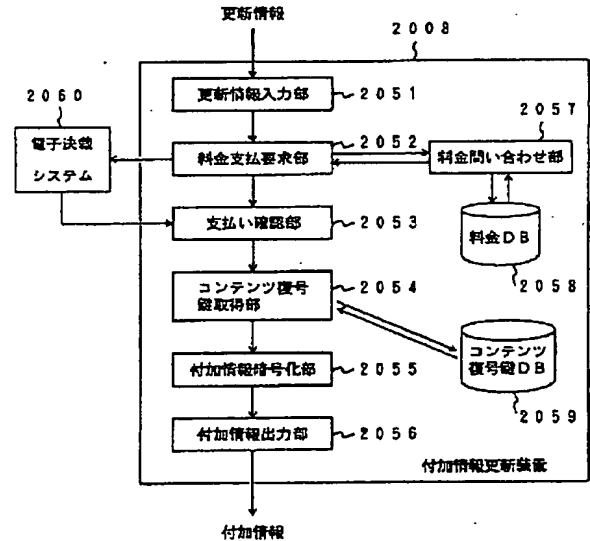 更新情報
2008
更新情報入力部
2051
2060
電子決裁
システム
料金支払要求部
2052
2057
料金問い合わせ部
支払い確認部
2053
料金DB
2058
コンテンツ復号
鍵取得部
2054
コンテンツ
復号鍵DB
2059
付加情報暗号化部
2055
付加情報出力部
2056
付加情報更新装置
付加情報